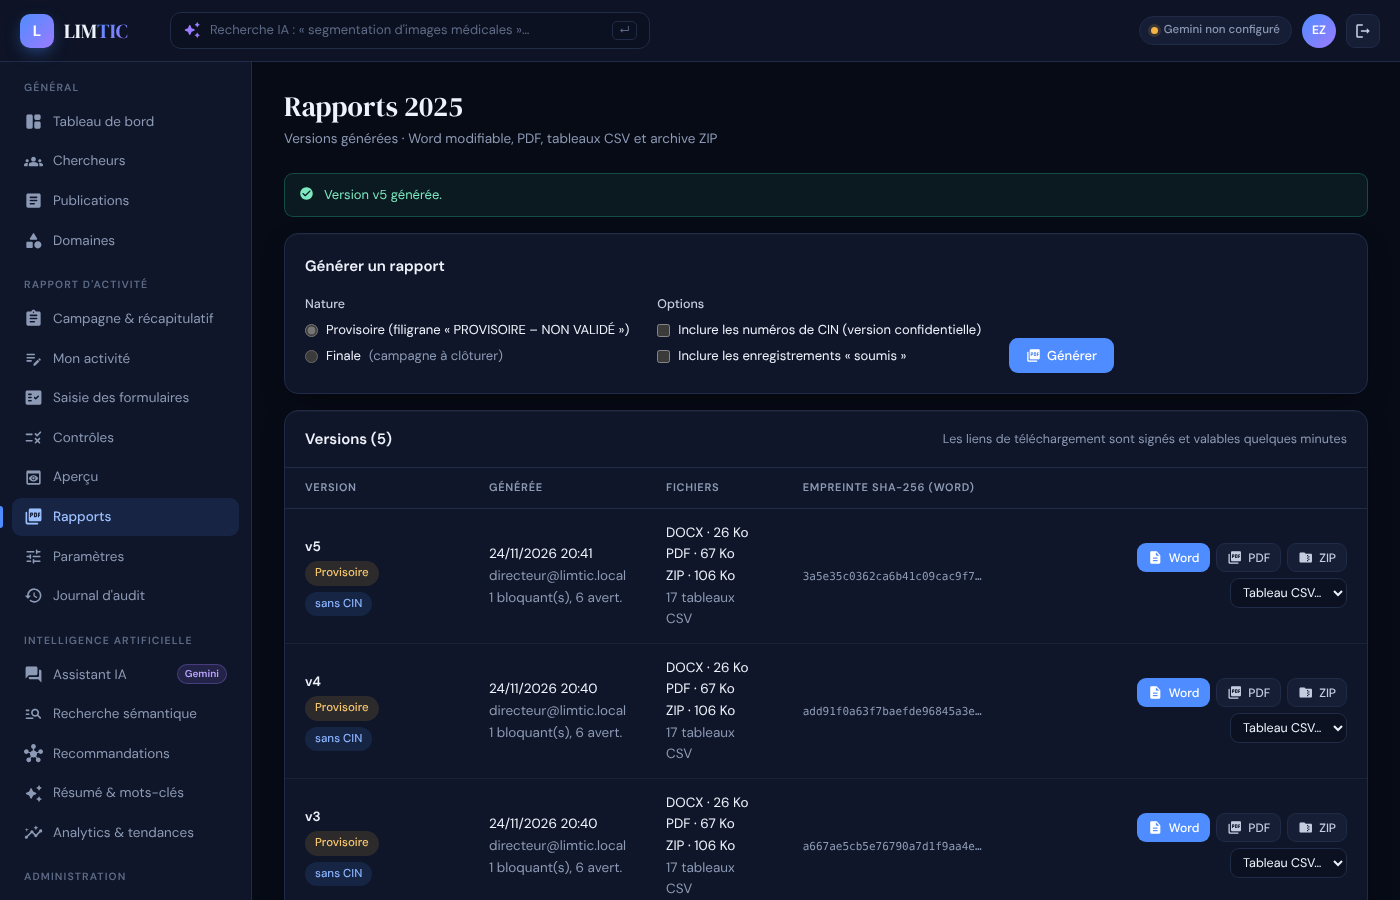 L LIMTIC
Recherche IA : « segmentation d'images médicales »...
Gemini non configuré
EZ
GÉNÉRAL
Tableau de bord
Chercheurs
Publications
Domaines
RAPPORT D'ACTIVITÉ
Campagne & récapitulatif
Mon activité
Saisie des formulaires
Contrôles
Aperçu
Rapports
Paramètres
Journal d'audit
INTELLIGENCE ARTIFICIELLE
Assistant IA Gemini
Recherche sémantique
Recommandations
Résumé & mots-clés
Analytics & tendances
ADMINISTRATION
Rapports 2025
Versions générées · Word modifiable, PDF, tableaux CSV et archive ZIP
Version v5 générée.
Générer un rapport
Nature
Provisoire (filigrane « PROVISOIRE – NON VALIDÉ »)
Finale (campagne à clôturer)
Options
Inclure les numéros de CIN (version confidentielle)
Inclure les enregistrements « soumis »
Générer
Versions (5)
Les liens de téléchargement sont signés et valables quelques minutes
VERSION GÉNÉRÉE FICHIERS EMPREINTE SHA-256 (WORD)
v5
Provisoire
sans CIN
24/11/2026 20:41
directeur@limtic.local
1 bloquant(s), 6 avert.
DOCX · 26 Ko
PDF · 67 Ko
ZIP · 106 Ko
17 tableaux
CSV
3a5e35c0362ca6b41c09cac9f7…
Word PDF ZIP
Tableau CSV...
v4
Provisoire
sans CIN
24/11/2026 20:40
directeur@limtic.local
1 bloquant(s), 6 avert.
DOCX · 26 Ko
PDF · 67 Ko
ZIP · 106 Ko
17 tableaux
CSV
add91f0a63f7baefde96845a3e…
Word PDF ZIP
Tableau CSV...
v3
Provisoire
sans CIN
24/11/2026 20:40
directeur@limtic.local
1 bloquant(s), 6 avert.
DOCX · 26 Ko
PDF · 67 Ko
ZIP · 106 Ko
17 tableaux
CSV
a667ae5cb5e76790a7d1f9aa4e…
Word PDF ZIP
Tableau CSV...